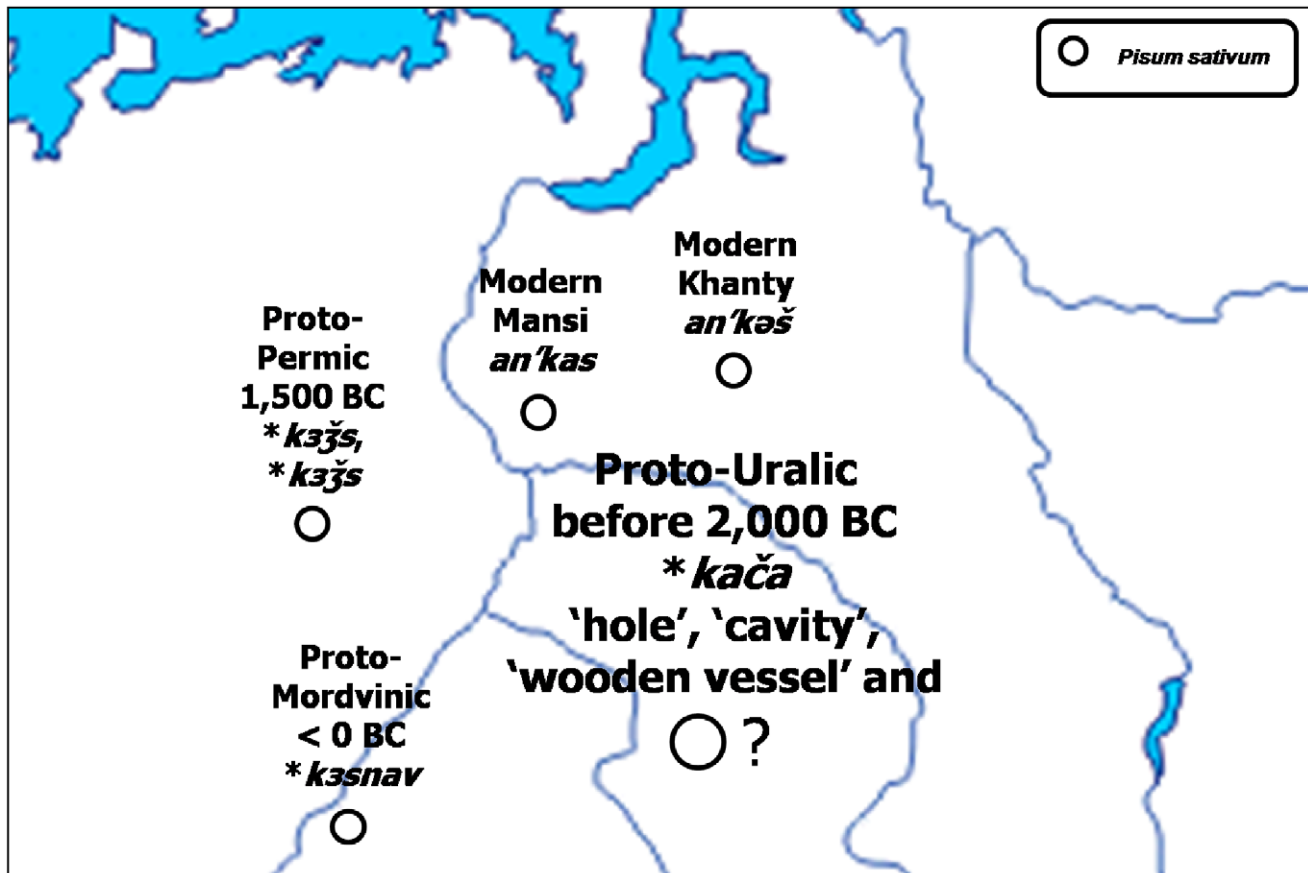 Pisum sativum
Modern
Khanty
an’kəš
Modern
Mansi
an’kas
Proto-
Permic
1,500 BC
*kɜǯs,
*kɜǯs
Proto-Uralic
before 2,000 BC
*kača
‘hole’, ‘cavity’,
‘wooden vessel’ and
?
Proto-
Mordvinic
< 0 BC
*kɜsnav